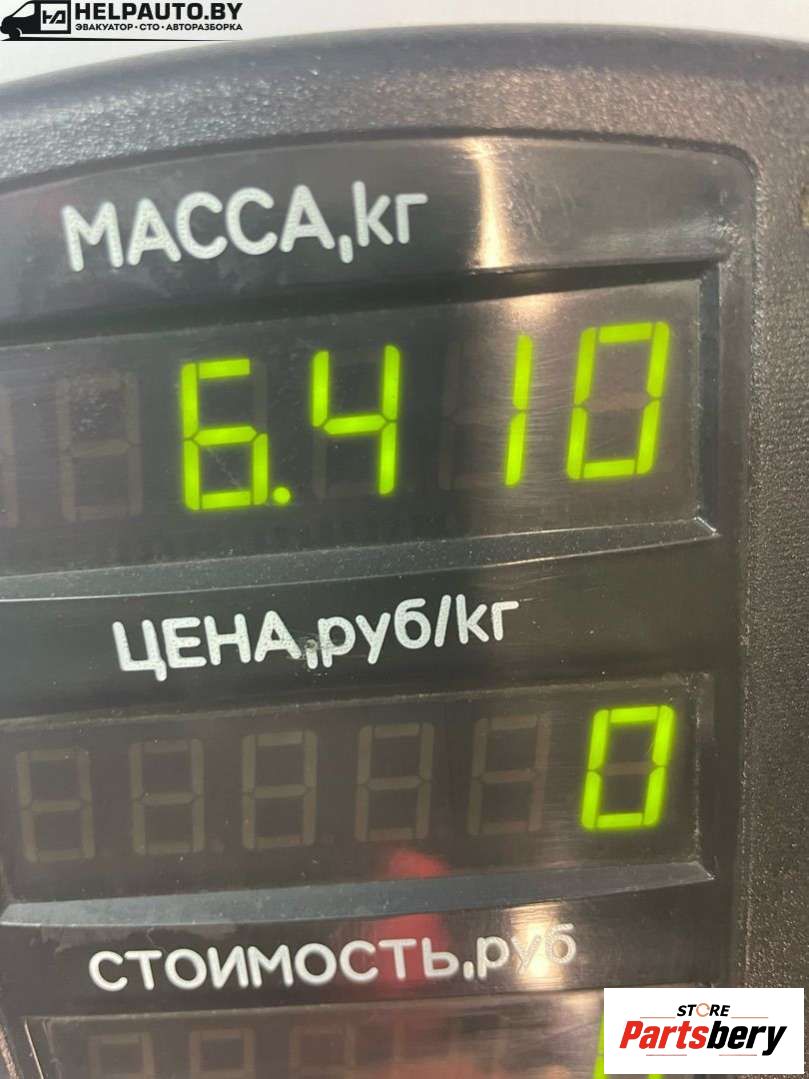 HELPAUTO.BY
ЭВАКУАТОР · СТО · АВТОРАЗБОРКА
МАССА,кг
6.410
ЦЕНА,руб/кг
0
СТОИМОСТЬ,руб
STORE
Partsbery